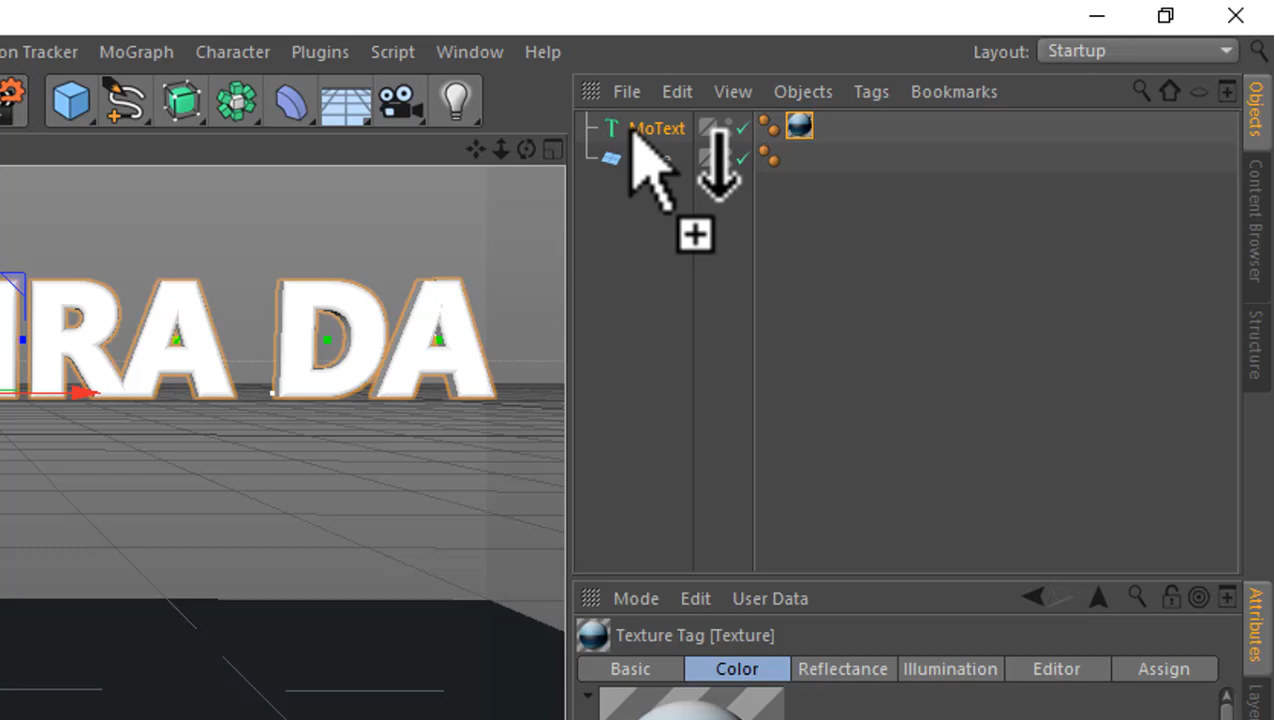 on Tracker MoGraph Character Plugins Script Window Help Layout: Startup
File Edit View Objects Tags Bookmarks
MoText
RA DA
Objects
Content Browser
Structure
Mode Edit User Data
Texture Tag [Texture]
Basic Color Reflectance Illumination Editor Assign
Attributes
Laye